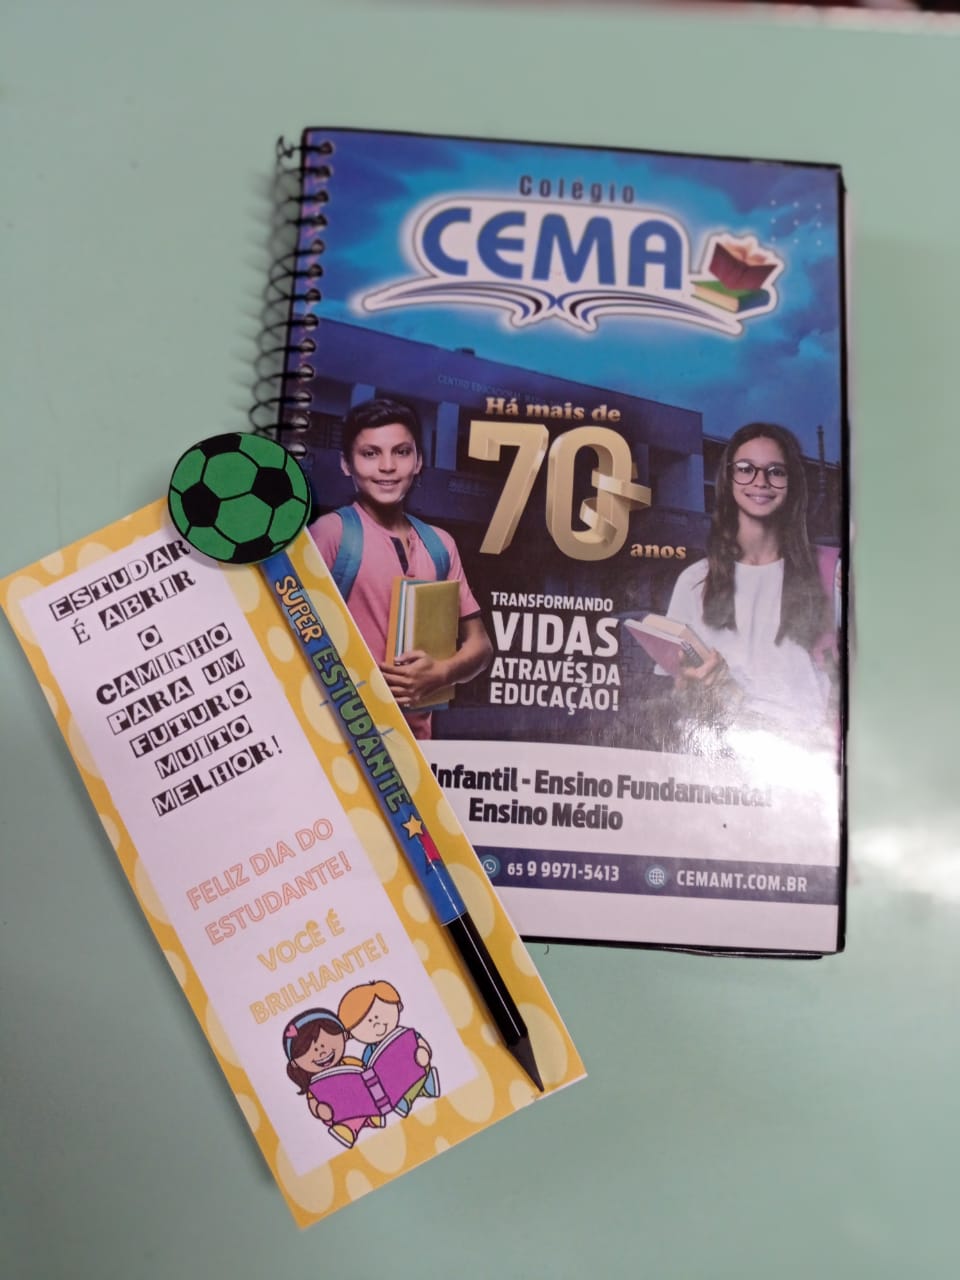 Colégio
CEMA
CENTRO EDUCACIONAL
Há mais de
70
anos
TRANSFORMANDO
VIDAS
ATRAVÉS DA
EDUCAÇÃO!
Infantil - Ensino Fundamental
Ensino Médio
65 9 9971-5413
CEMAMT.COM.BR
ESTUDAR
É ABRIR
O
CAMINHO
PARA UM
FUTURO
MUITO
MELHOR!
FELIZ DIA DO
ESTUDANTE!
VOCÊ É
BRILHANTE!
SUPER ESTUDANTE